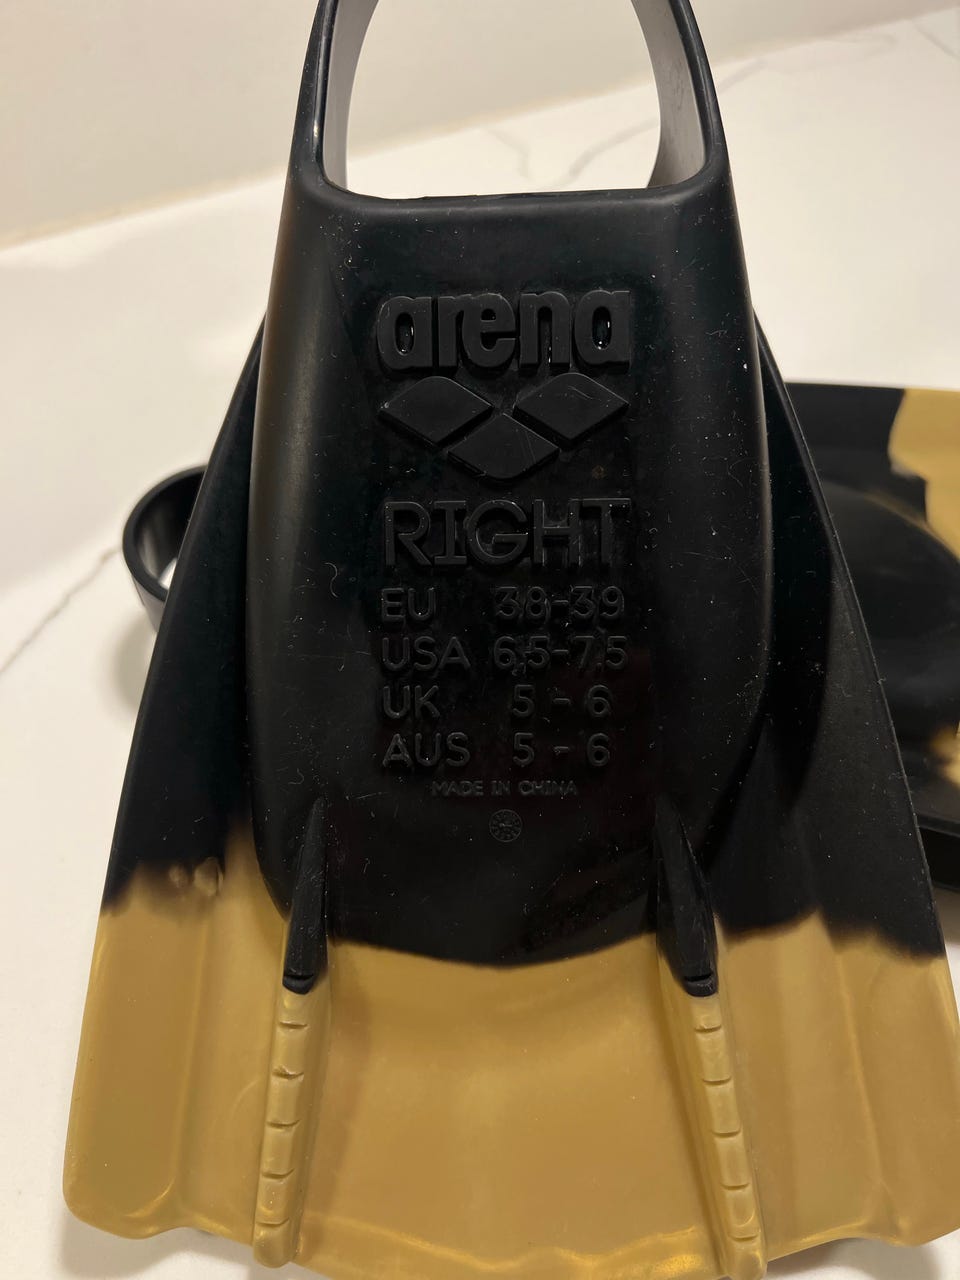 arena
RIGHT
EU 38-39
USA 6,5-7,5
UK 5 - 6
AUS 5 - 6
MADE IN CHINA